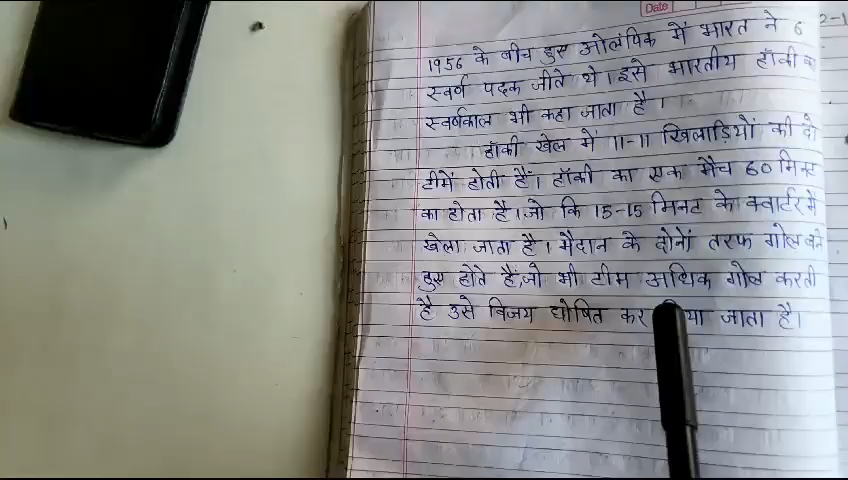 Date
2-1
1956 के बीच हुए ओलंपिक में भारत ने 6
स्वर्ण पदक जीते थे। इसे भारतीय हॉकी का
स्वर्णकाल भी कहा जाता है।
हॉकी खेल में 11-11 खिलाड़ियों की दो
टीमें होती हैं। हॉकी का एक मैच 60 मिनट
का होता है। जो कि 15-15 मिनट के क्वार्टर में
खेला जाता है। मैदान के दोनों तरफ गोल बने
हुए होते हैं, जो भी टीम अधिक गोल करती
है उसे विजय घोषित कर जाता है।